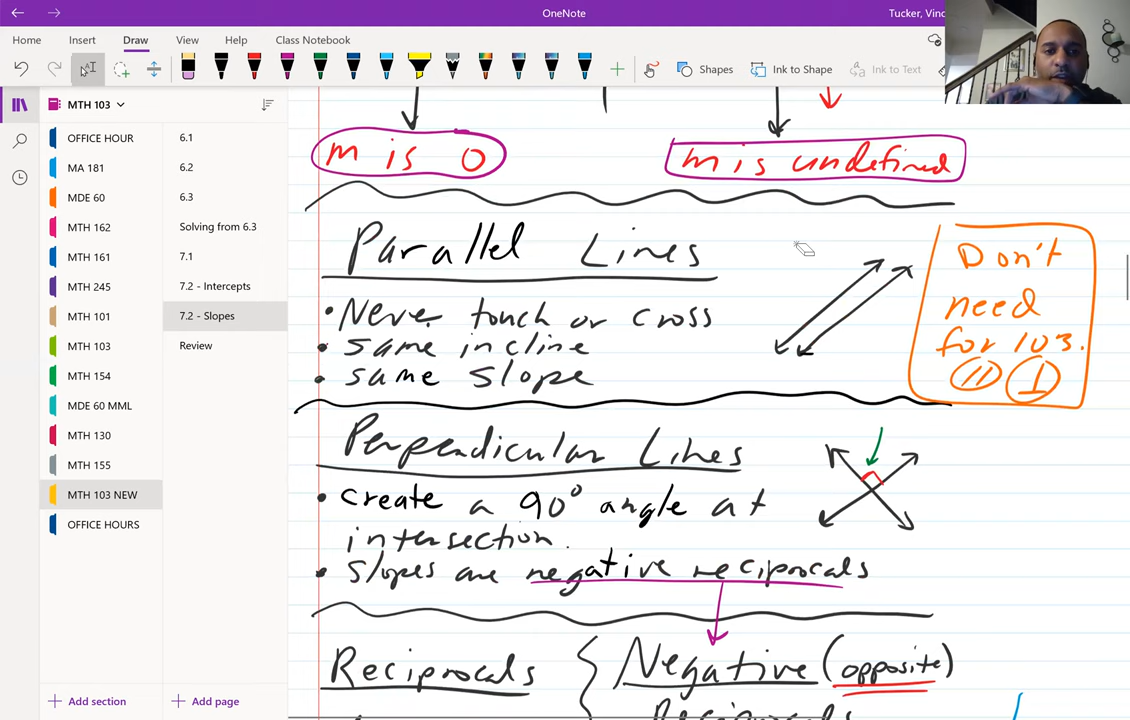 OneNote
Tucker, Vinc
Home
Insert
Draw
View
Help
Class Notebook
Shapes
Ink to Shape
Ink to Text
MTH 103
OFFICE HOUR
MA 181
MDE 60
MTH 162
MTH 161
MTH 245
MTH 101
MTH 103
MTH 154
MDE 60 MML
MTH 130
MTH 155
MTH 103 NEW
OFFICE HOURS
Add section
6.1
6.2
6.3
Solving from 6.3
7.1
7.2 - Intercepts
7.2 - Slopes
Review
Add page
m is 0
m is undefined
Parallel Lines
• Never touch or cross
• same incline
• same slope
Don't
need
for 103.
Perpendicular Lines
• create a 90° angle at
intersection.
• Slopes are negative reciprocals
Reciprocals
Negative (opposite)
Reciprocals